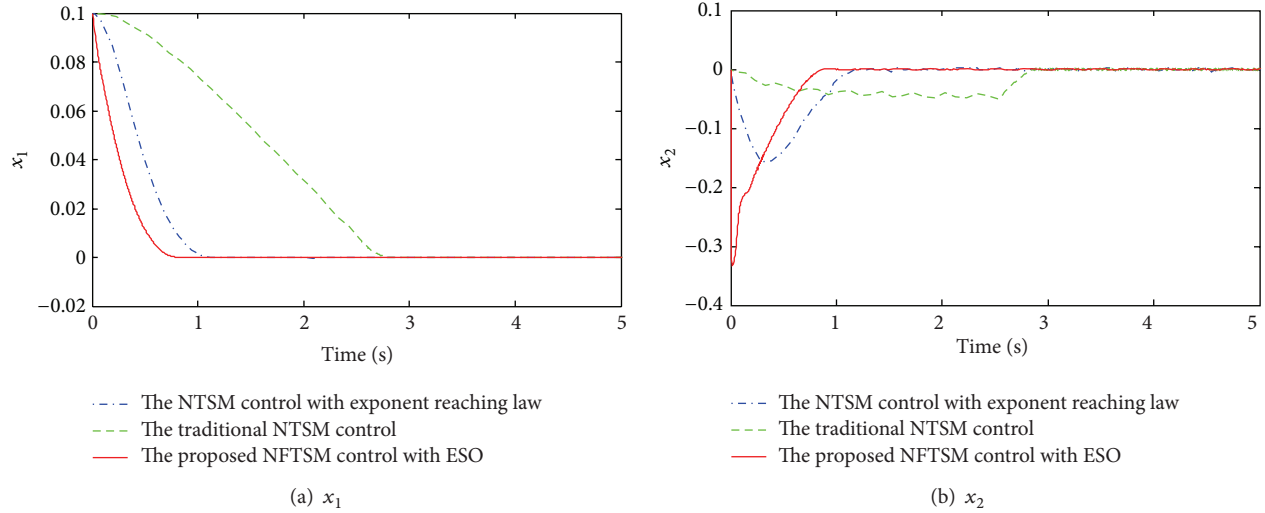 0.1
0.08
0.06
0.04
0.02
0
−0.02
x1
0 1 2 3 4 5
Time (s)
The NTSM control with exponent reaching law
The traditional NTSM control
The proposed NFTSM control with ESO
(a) x1
0.1
0
−0.1
−0.2
−0.3
−0.4
x2
0 1 2 3 4 5
Time (s)
The NTSM control with exponent reaching law
The traditional NTSM control
The proposed NFTSM control with ESO
(b) x2